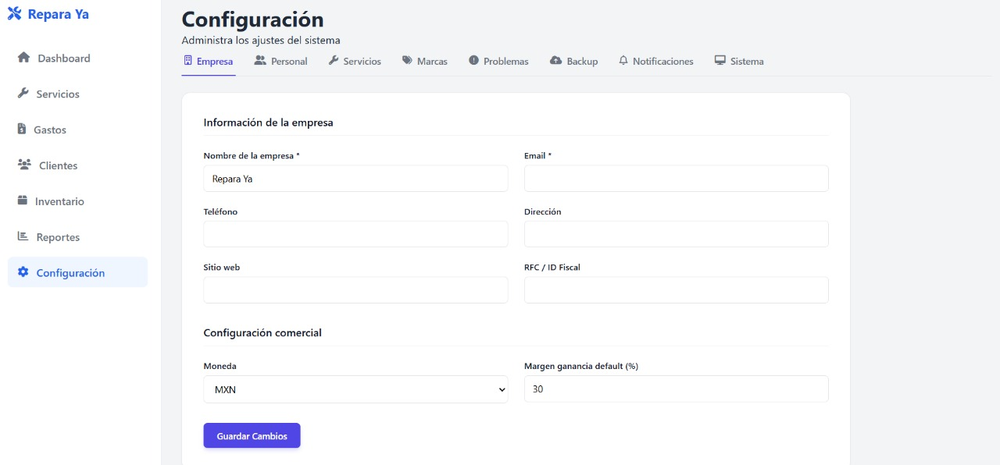 Repara Ya
Dashboard
Servicios
Gastos
Clientes
Inventario
Reportes
Configuración
Configuración
Administra los ajustes del sistema
Empresa Personal Servicios Marcas Problemas Backup Notificaciones Sistema
Información de la empresa
Nombre de la empresa * Email *
Repara Ya
Teléfono Dirección
Sitio web RFC / ID Fiscal
Configuración comercial
Moneda Margen ganancia default (%)
MXN 30
Guardar Cambios